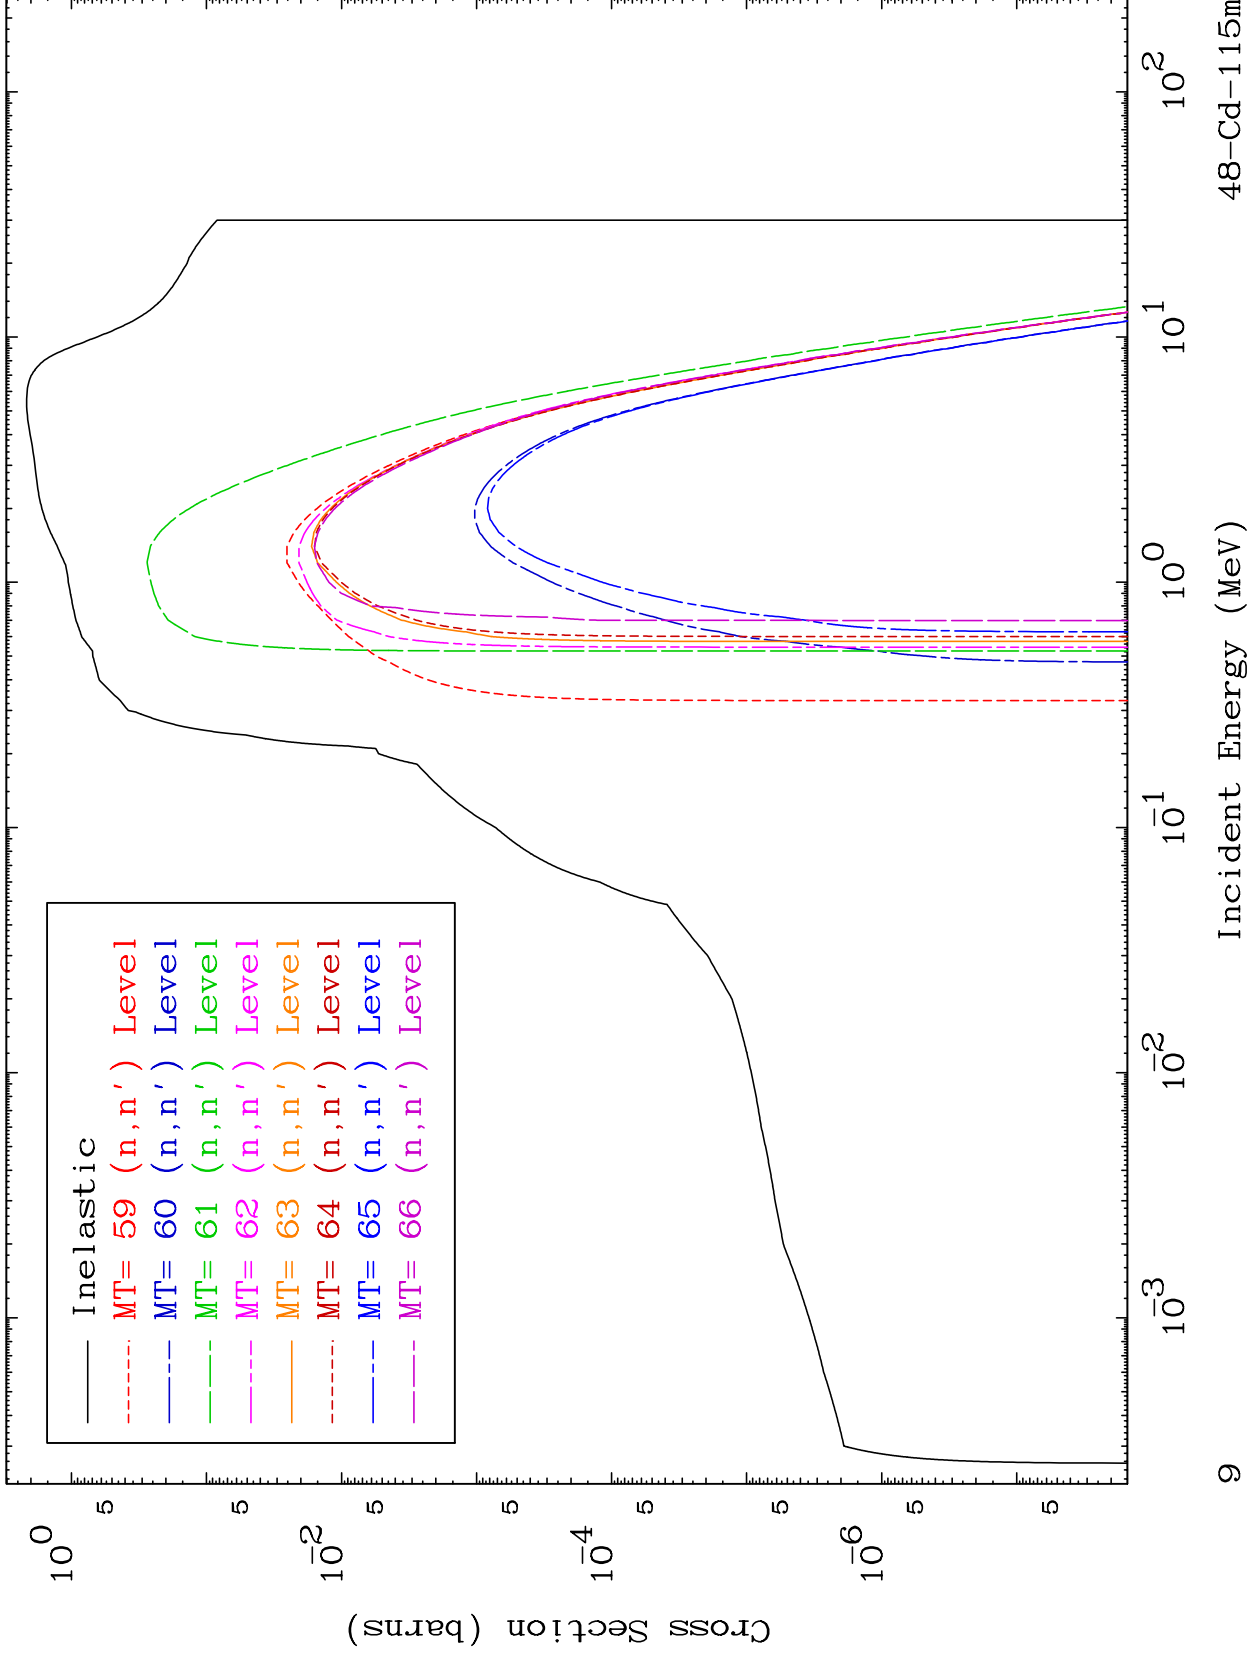 Inelastic
MT= 59 (n,n') Level
MT= 60 (n,n') Level
MT= 61 (n,n') Level
MT= 62 (n,n') Level
MT= 63 (n,n') Level
MT= 64 (n,n') Level
MT= 65 (n,n') Level
MT= 66 (n,n') Level
Cross Section (barns)
10^0
5
5
10^-2
5
5
10^-4
5
5
10^-6
5
5
10^-3
10^-2
10^-1
10^0
10^1
10^2
Incident Energy (MeV)
9
48-Cd-115m